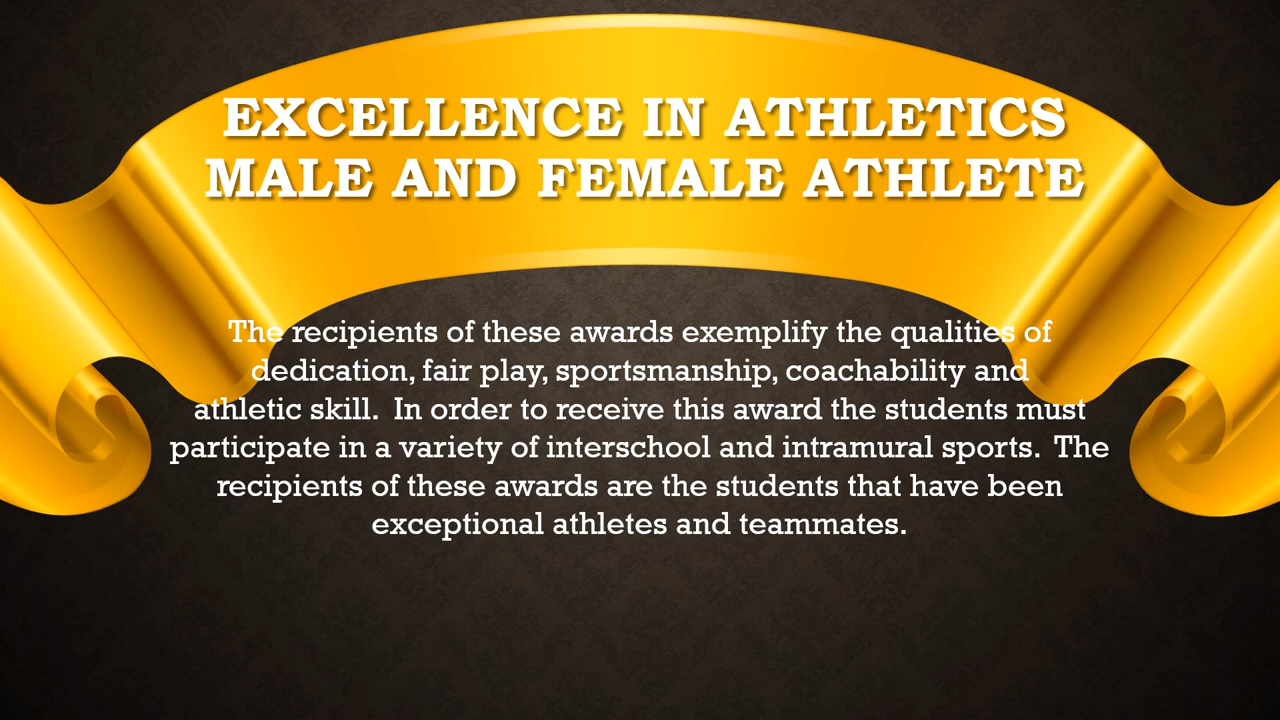 EXCELLENCE IN ATHLETICS
MALE AND FEMALE ATHLETE
The recipients of these awards exemplify the qualities of
dedication, fair play, sportsmanship, coachability and
athletic skill.  In order to receive this award the students must
participate in a variety of interschool and intramural sports.  The
recipients of these awards are the students that have been
exceptional athletes and teammates.